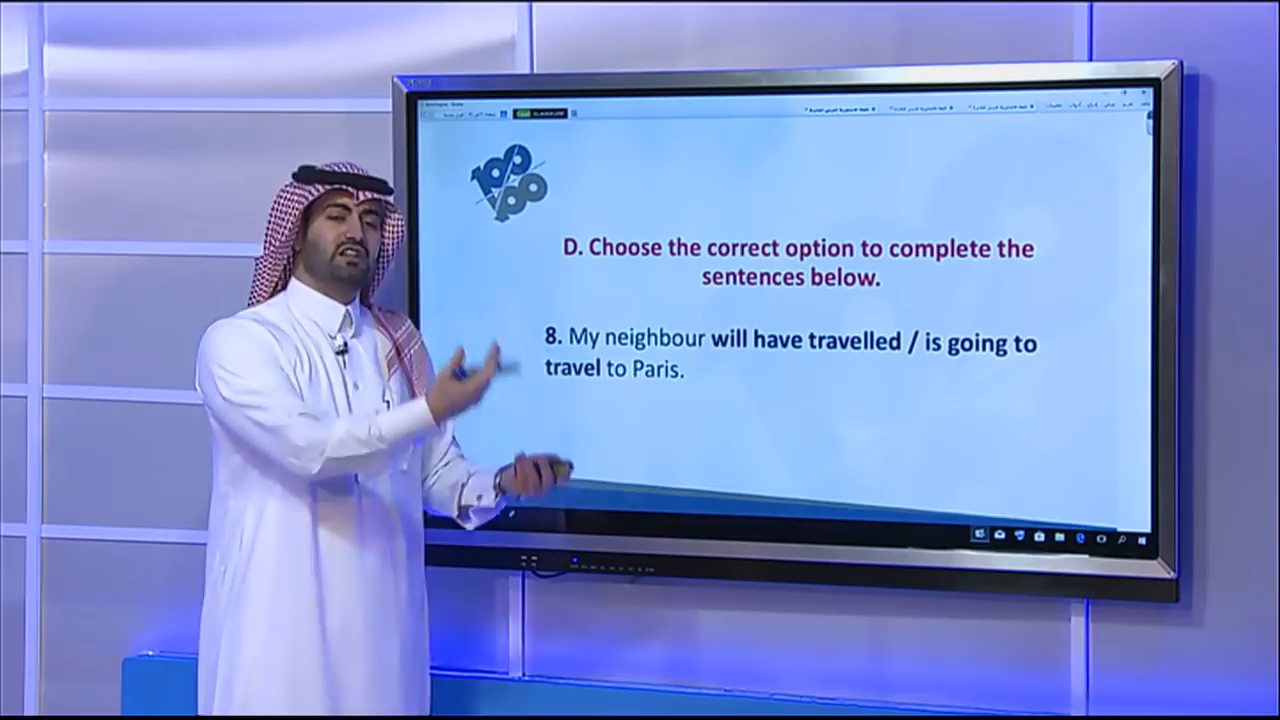 100
100
D. Choose the correct option to complete the
sentences below.
8. My neighbour will have travelled / is going to
travel to Paris.